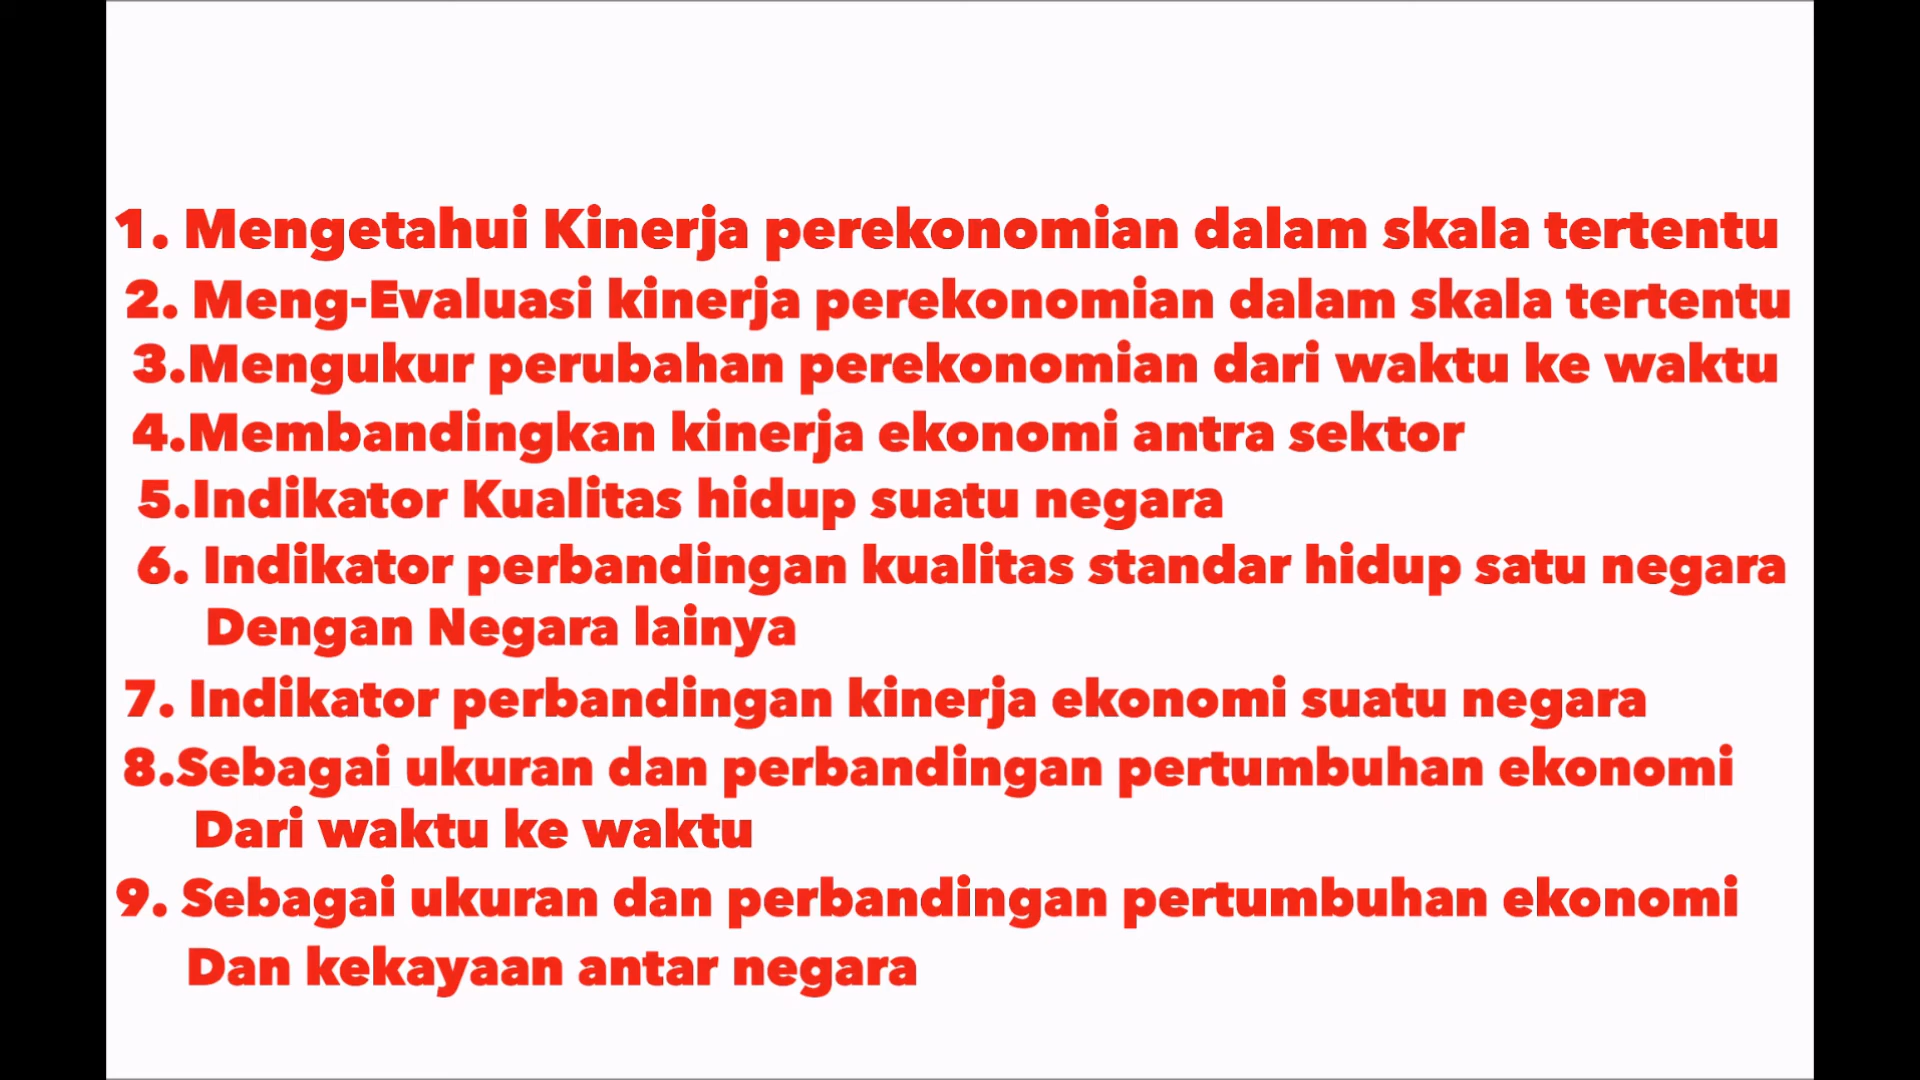 1. Mengetahui Kinerja perekonomian dalam skala tertentu
2. Meng-Evaluasi kinerja perekonomian dalam skala tertentu
3.Mengukur perubahan perekonomian dari waktu ke waktu
4.Membandingkan kinerja ekonomi antra sektor
5.Indikator Kualitas hidup suatu negara
6. Indikator perbandingan kualitas standar hidup satu negara
Dengan Negara lainya
7. Indikator perbandingan kinerja ekonomi suatu negara
8.Sebagai ukuran dan perbandingan pertumbuhan ekonomi
Dari waktu ke waktu
9. Sebagai ukuran dan perbandingan pertumbuhan ekonomi
Dan kekayaan antar negara